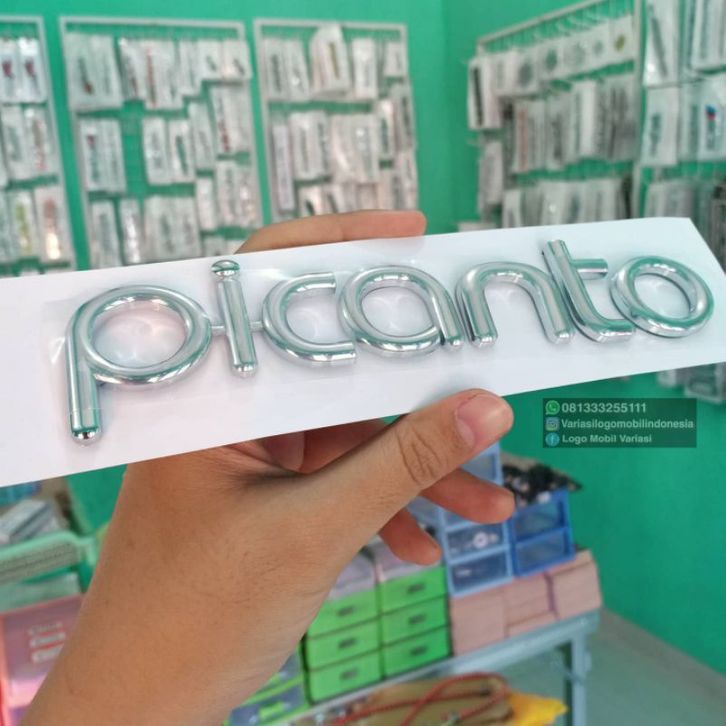 picanto
081333255111
Variasilogomobilindonesia
Logo Mobil Variasi